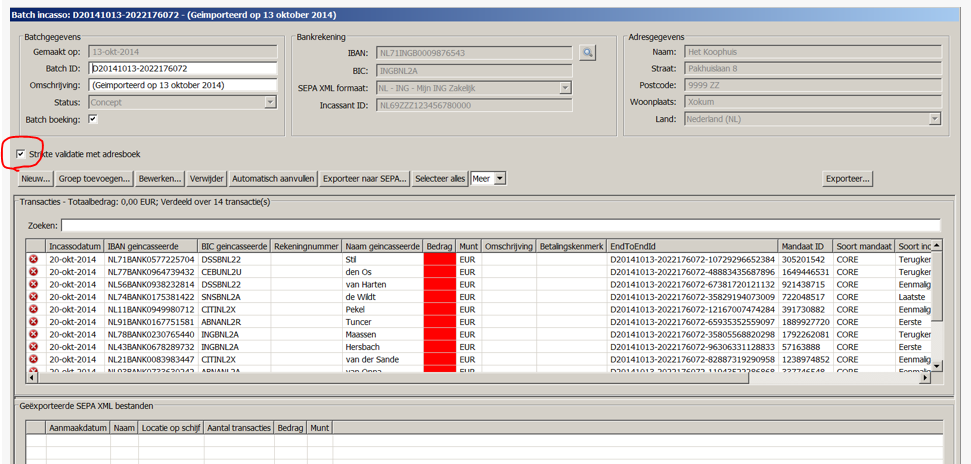 Batch incasso: D20141013-2022176072 - (Geimporteerd op 13 oktober 2014)
Batchgegevens
Gemaakt op: 13-okt-2014
Batch ID: D20141013-2022176072
Omschrijving: (Geimporteerd op 13 oktober 2014)
Status: Concept
Batch boeking:
Bankrekening
IBAN: NL71INGB0009876543
BIC: INGBNL2A
SEPA XML formaat: NL - ING - Mijn ING Zakelijk
Incassant ID: NL69ZZZ123456780000
Adresgegevens
Naam: Het Koophuis
Straat: Pakhuislaan 8
Postcode: 9999 ZZ
Woonplaats: Xokum
Land: Nederland (NL)
Strikte validatie met adresboek
Nieuw... Groep toevoegen... Bewerken... Verwijder Automatisch aanvullen Exporteer naar SEPA... Selecteer alles Meer Exporteer...
Transacties - Totaalbedrag: 0,00 EUR; Verdeeld over 14 transactie(s)
Zoeken:
Incassodatum IBAN geincasseerde BIC geincasseerde Rekeningnummer Naam geincasseerde Bedrag Munt Omschrijving Betalingskenmerk EndToEndId Mandaat ID Soort mandaat Soort inc
20-okt-2014 NL71BANK0577225704 DSSBNL22 Stil EUR D20141013-2022176072-10729296652384 305201542 CORE Terugker
20-okt-2014 NL77BANK0964739432 CEBUNL2U den Os EUR D20141013-2022176072-48883435687896 1649446531 CORE Terugker
20-okt-2014 NL56BANK0938232814 DSSBNL22 van Harten EUR D20141013-2022176072-67381720121132 921438715 CORE Eenmalig
20-okt-2014 NL74BANK0175381422 SNSBNL2A de Wildt EUR D20141013-2022176072-35829194073009 722048517 CORE Laatste
20-okt-2014 NL11BANK0949980712 CITINL2X Pekel EUR D20141013-2022176072-12167007474284 391730882 CORE Eenmalig
20-okt-2014 NL91BANK0167751581 ABNANL2R Tuncer EUR D20141013-2022176072-65935352559097 1889927720 CORE Eerste
20-okt-2014 NL78BANK0230765440 INGBNL2A Maassen EUR D20141013-2022176072-35805568820298 1792262081 CORE Terugker
20-okt-2014 NL43BANK0678289732 INGBNL2A Hersbach EUR D20141013-2022176072-96306331128833 57163888 CORE Eerste
20-okt-2014 NL21BANK0083983447 CITINL2X van der Sande EUR D20141013-2022176072-82887319290958 1238974852 CORE Eenmalig
20-okt-2014 ABNANL2A EUR CORE Eenmalig
Geëxporteerde SEPA XML bestanden
Aanmaakdatum Naam Locatie op schijf Aantal transacties Bedrag Munt